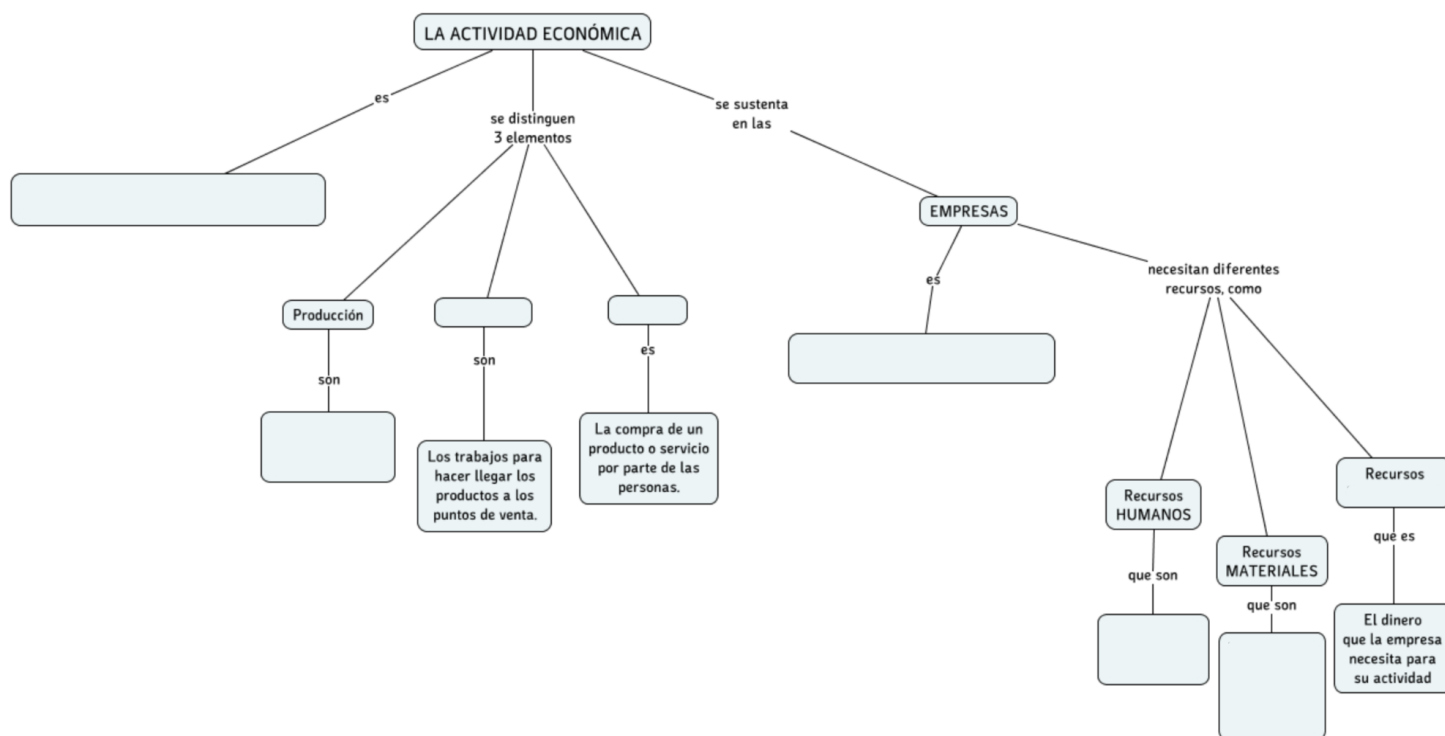 LA ACTIVIDAD ECONÓMICA
es
se distinguen
3 elementos
se sustenta
en las
EMPRESAS
es
necesitan diferentes
recursos, como
Producción
son
son
es
Los trabajos para
hacer llegar los
productos a los
puntos de venta.
La compra de un
producto o servicio
por parte de las
personas.
Recursos
HUMANOS
que son
Recursos
MATERIALES
que son
Recursos
que es
El dinero
que la empresa
necesita para
su actividad